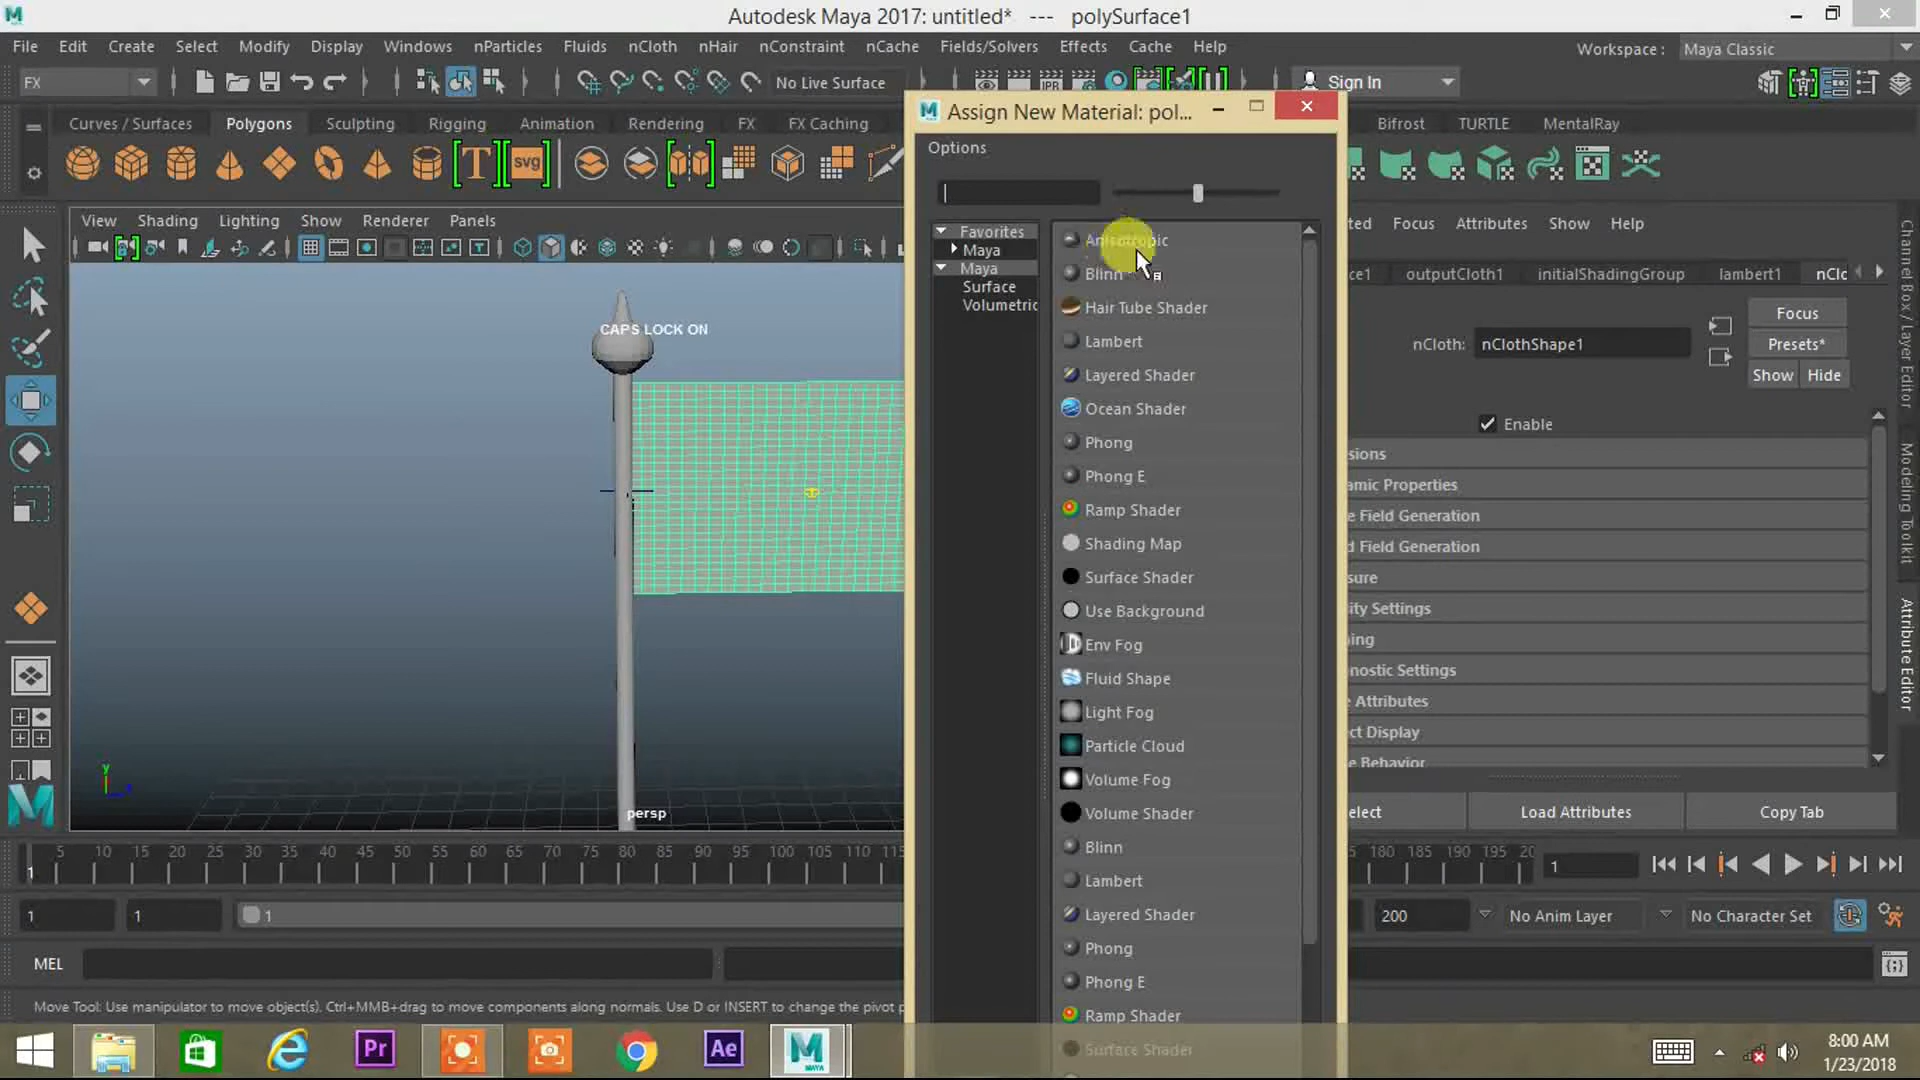 Autodesk Maya 2017: untitled* --- polySurface1
File Edit Create Select Modify Display Windows nParticles Fluids nCloth nHair nConstraint nCache Fields/Solvers Effects Cache Help
Workspace : Maya Classic
FX No Live Surface Sign In
Curves / Surfaces Polygons Sculpting Rigging Animation Rendering FX FX Caching Bifrost TURTLE MentalRay
T svg IPR
Assign New Material: pol...
Options
View Shading Lighting Show Renderer Panels
ted Focus Attributes Show Help
Favorites
Maya
Maya
Surface
Volumetric
Anisotropic
Blinn
Hair Tube Shader
Lambert
Layered Shader
Ocean Shader
Phong
Phong E
Ramp Shader
Shading Map
Surface Shader
Use Background
Env Fog
Fluid Shape
Light Fog
Particle Cloud
Volume Fog
Volume Shader
Blinn
Lambert
Layered Shader
Phong
Phong E
Ramp Shader
Surface Shader
ce1 outputCloth1 initialShadingGroup lambert1 nClo
Focus
nCloth: nClothShape1 Presets*
Show Hide
Enable
sions
amic Properties
e Field Generation
d Field Generation
sure
ity Settings
ing
nostic Settings
e Attributes
ect Display
e Behavior
elect Load Attributes Copy Tab
Channel Box / Layer Editor
Modeling Toolkit
Attribute Editor
CAPS LOCK ON
y
persp
5 10 15 20 25 30 35 40 45 50 55 60 65 70 75 80 85 90 95 100 105 110 115
1
5 180 185 190 195 20
1
1 1 1
200 No Anim Layer No Character Set
MEL
Move Tool: Use manipulator to move object(s). Ctrl+MMB+drag to move components along normals. Use D or INSERT to change the pivot p
Pr Ae MAYA
8:00 AM
1/23/2018